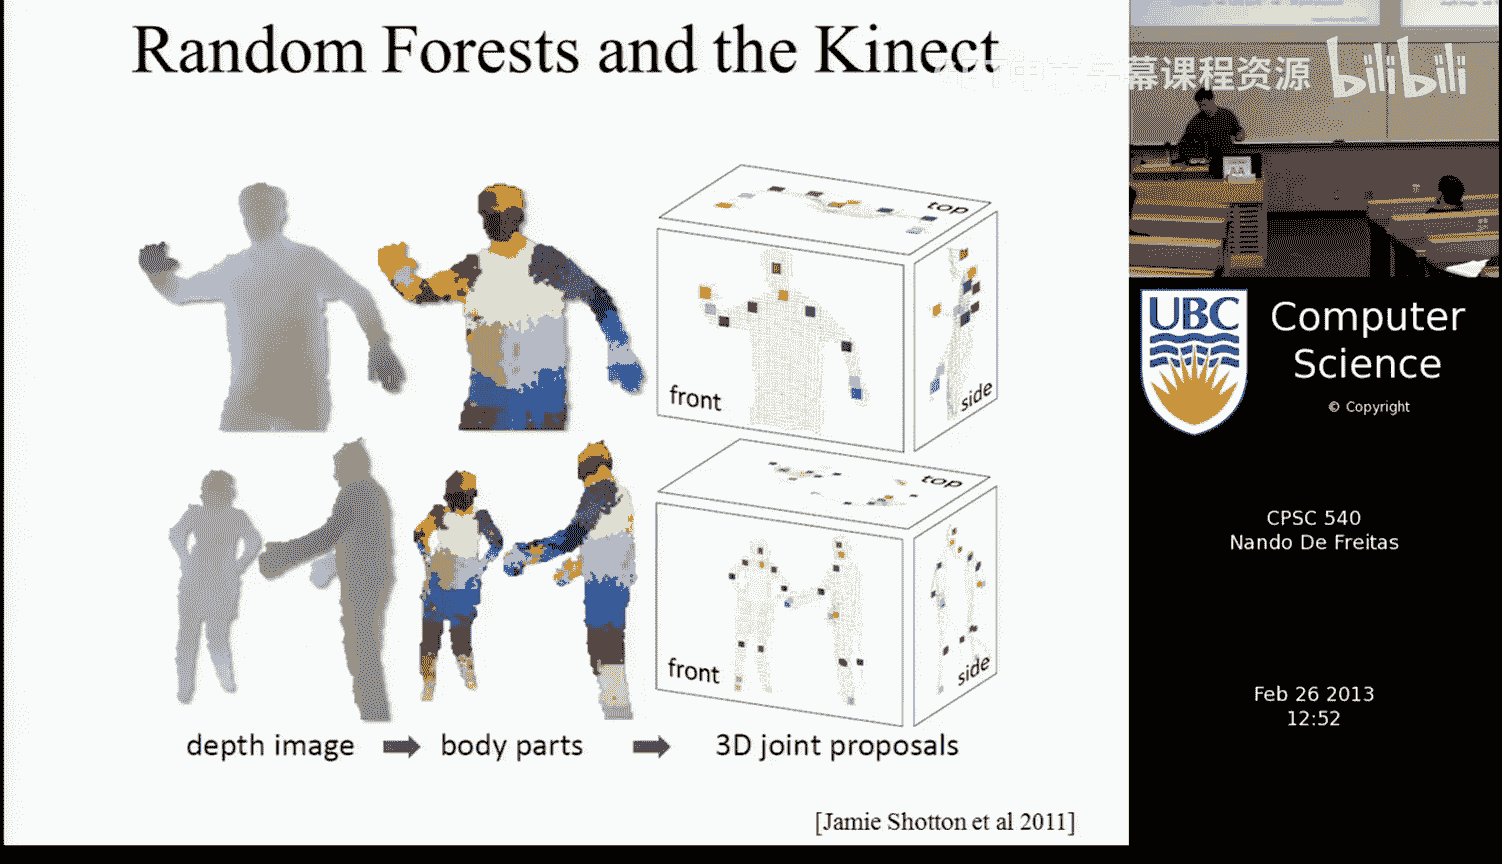 Random Forests and the Kinect
幕课程资源
bilibili
top
front
side
top
front
side
depth image
body parts
3D joint proposals
[Jamie Shotton et al 2011]
UBC
Computer
Science
© Copyright
CPSC 540
Nando De Freitas
Feb 26 2013
12:52